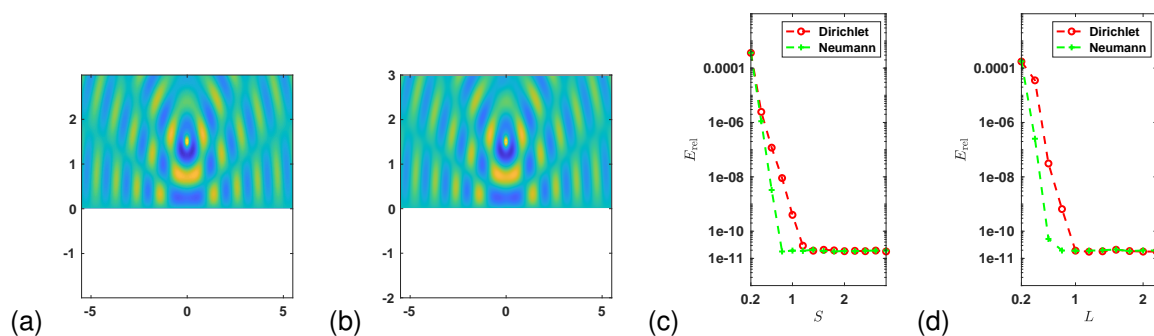 (a)
2
1
0
-1
-5
0
5
(b)
3
2
1
0
-1
-2
-5
0
5
(c)
Dirichlet
Neumann
0.0001
1e-06
1e-08
1e-10
1e-11
E_rel
0.2
1
2
S
(d)
Dirichlet
Neumann
0.0001
1e-06
1e-08
1e-10
1e-11
E_rel
0.2
1
2
L